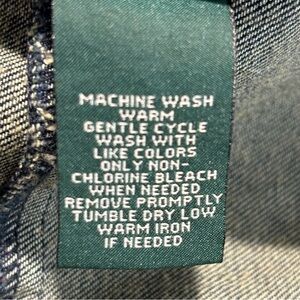 MACHINE WASH
WARM
GENTLE CYCLE
WASH WITH
LIKE COLORS
ONLY NON-
CHLORINE BLEACH
WHEN NEEDED
REMOVE PROMPTLY
TUMBLE DRY LOW
WARM IRON
IF NEEDED